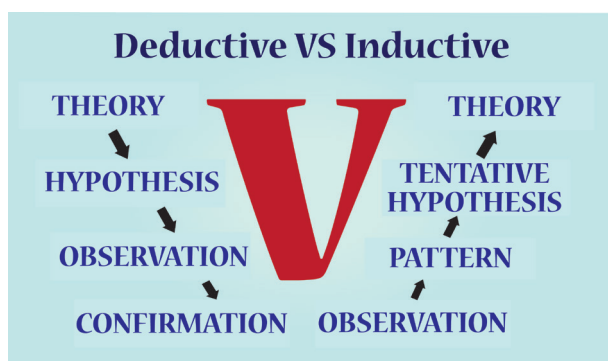 Deductive VS Inductive
THEORY
HYPOTHESIS
OBSERVATION
CONFIRMATION
V
THEORY
TENTATIVE
HYPOTHESIS
PATTERN
OBSERVATION